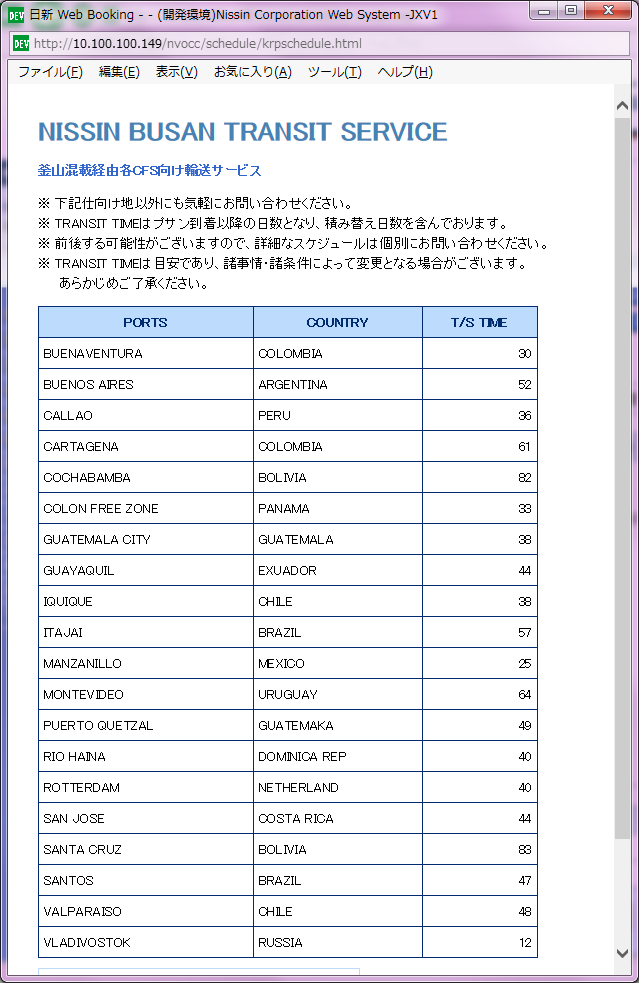 DEV 日新 Web Booking - - (開発環境)Nissin Corporation Web System -JXV1
DEV http://10.100.100.149/nvocc/schedule/krpschedule.html
ファイル(F) 編集(E) 表示(V) お気に入り(A) ツール(T) ヘルプ(H)
NISSIN BUSAN TRANSIT SERVICE
釜山混載経由各CFS向け輸送サービス
※ 下記仕向け地以外にも気軽にお問い合わせください。
※ TRANSIT TIMEはプサン到着以降の日数となり、積み替え日数を含んでおります。
※ 前後する可能性がございますので、詳細なスケジュールは個別にお問い合わせください。
※ TRANSIT TIMEは目安であり、諸事情・諸条件によって変更となる場合がございます。
あらかじめご了承ください。
PORTS COUNTRY T/S TIME
BUENAVENTURA COLOMBIA 30
BUENOS AIRES ARGENTINA 52
CALLAO PERU 36
CARTAGENA COLOMBIA 61
COCHABAMBA BOLIVIA 82
COLON FREE ZONE PANAMA 33
GUATEMALA CITY GUATEMALA 38
GUAYAQUIL EXUADOR 44
IQUIQUE CHILE 38
ITAJAI BRAZIL 57
MANZANILLO MEXICO 25
MONTEVIDEO URUGUAY 64
PUERTO QUETZAL GUATEMAKA 49
RIO HAINA DOMINICA REP 40
ROTTERDAM NETHERLAND 40
SAN JOSE COSTA RICA 44
SANTA CRUZ BOLIVIA 83
SANTOS BRAZIL 47
VALPARAISO CHILE 48
VLADIVOSTOK RUSSIA 12